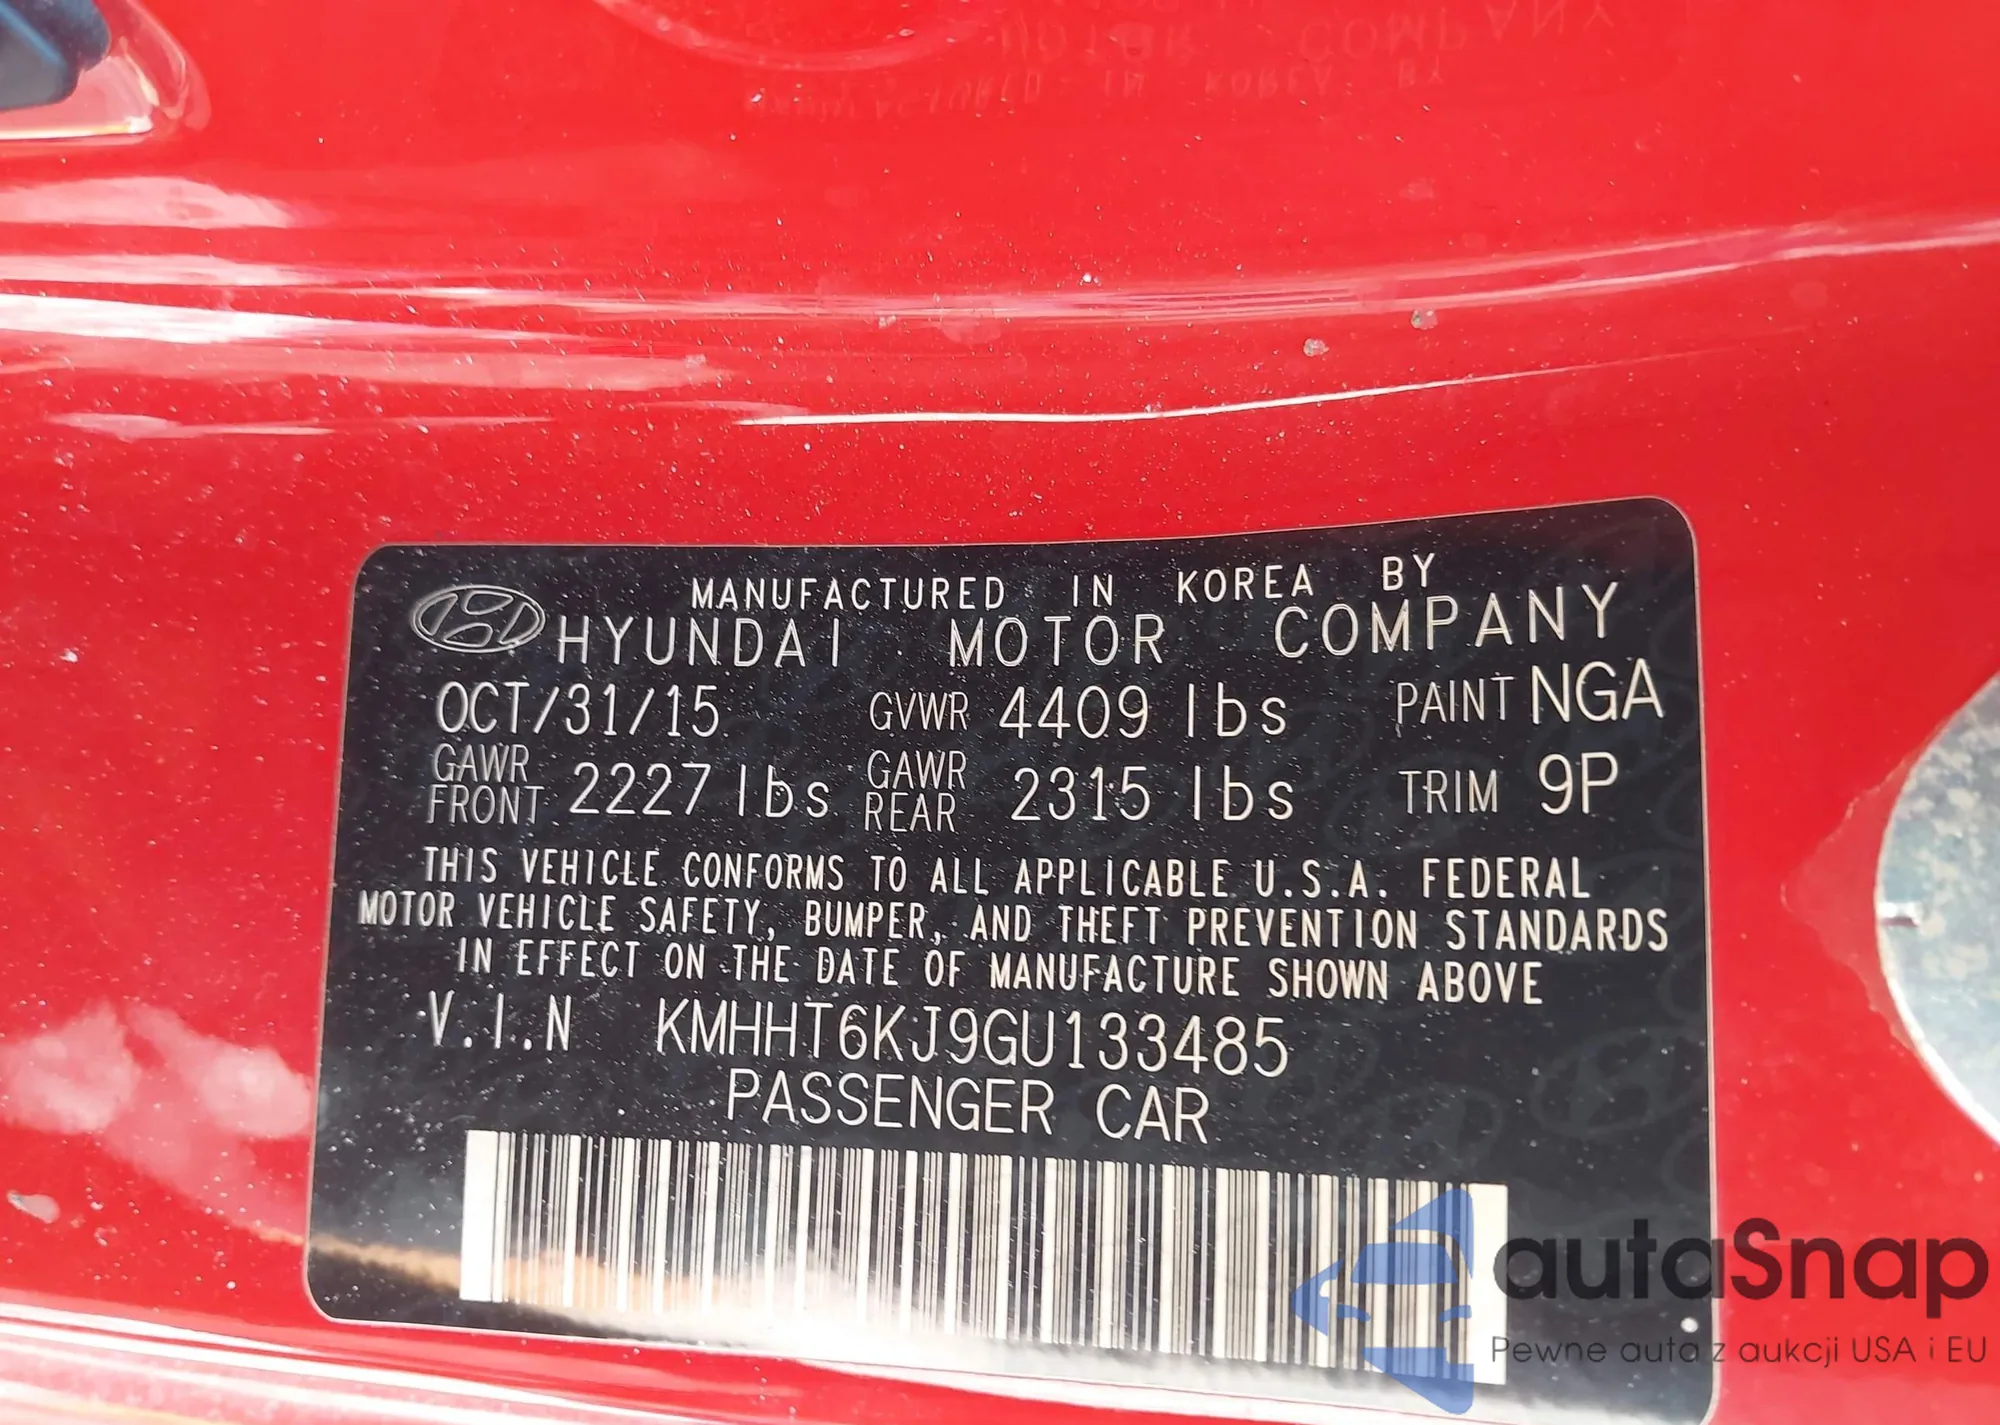 MANUFACTURED IN KOREA BY
HYUNDAI MOTOR COMPANY
OCT/31/15 GVWR 4409 lbs PAINT NGA
GAWR FRONT 2227 lbs GAWR REAR 2315 lbs TRIM 9P
THIS VEHICLE CONFORMS TO ALL APPLICABLE U.S.A. FEDERAL
MOTOR VEHICLE SAFETY, BUMPER, AND THEFT PREVENTION STANDARDS
IN EFFECT ON THE DATE OF MANUFACTURE SHOWN ABOVE
V.I.N KMHHT6KJ9GU133485
PASSENGER CAR
autaSnap
Pewne auta z aukcji USA i EU